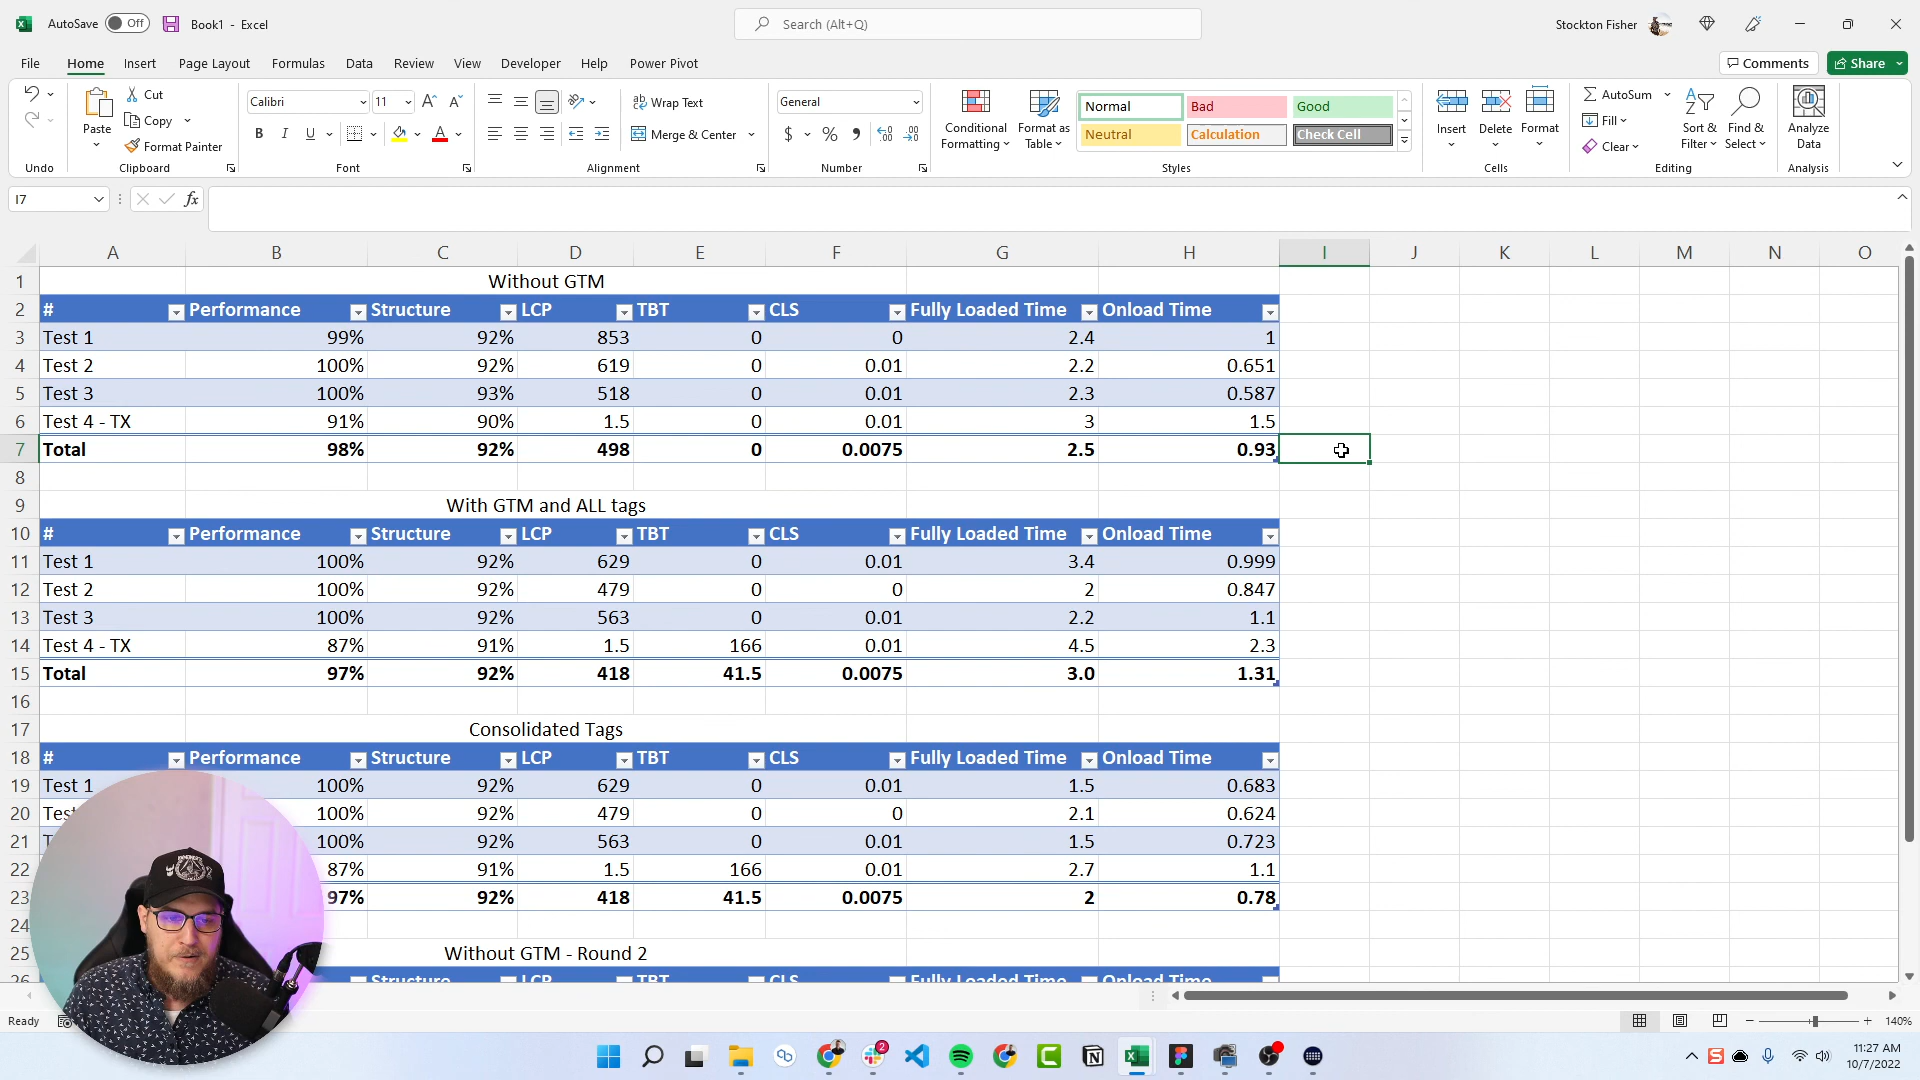 AutoSave Off Book1 - Excel Search (Alt+Q) Stockton Fisher
File Home Insert Page Layout Formulas Data Review View Developer Help Power Pivot Comments Share
Undo
Paste Cut Copy Format Painter
Clipboard
Calibri 11
B I U
Font
Wrap Text
Merge & Center
Alignment
General
$ % ,
Number
Conditional Formatting Format as Table
Normal Bad Good
Neutral Calculation Check Cell
Styles
Insert Delete Format
Cells
AutoSum Fill Clear
Sort & Filter Find & Select
Editing
Analyze Data
Analysis
I7 fx
A B C D E F G H I J K L M N O
1 Without GTM
2 # Performance Structure LCP TBT CLS Fully Loaded Time Onload Time
3 Test 1 99% 92% 853 0 0 2.4 1
4 Test 2 100% 92% 619 0 0.01 2.2 0.651
5 Test 3 100% 93% 518 0 0.01 2.3 0.587
6 Test 4 - TX 91% 90% 1.5 0 0.01 3 1.5
7 Total 98% 92% 498 0 0.0075 2.5 0.93
8
9 With GTM and ALL tags
10 # Performance Structure LCP TBT CLS Fully Loaded Time Onload Time
11 Test 1 100% 92% 629 0 0.01 3.4 0.999
12 Test 2 100% 92% 479 0 0 2 0.847
13 Test 3 100% 92% 563 0 0.01 2.2 1.1
14 Test 4 - TX 87% 91% 1.5 166 0.01 4.5 2.3
15 Total 97% 92% 418 41.5 0.0075 3.0 1.31
16
17 Consolidated Tags
18 # Performance Structure LCP TBT CLS Fully Loaded Time Onload Time
19 Test 1 100% 92% 629 0 0.01 1.5 0.683
20 100% 92% 479 0 0 2.1 0.624
21 100% 92% 563 0 0.01 1.5 0.723
22 87% 91% 1.5 166 0.01 2.7 1.1
23 97% 92% 418 41.5 0.0075 2 0.78
24
25 Without GTM - Round 2
26 Structure LCP TBT CLS Fully Loaded Time Onload Time
Ready 140%
2
11:27 AM
10/7/2022